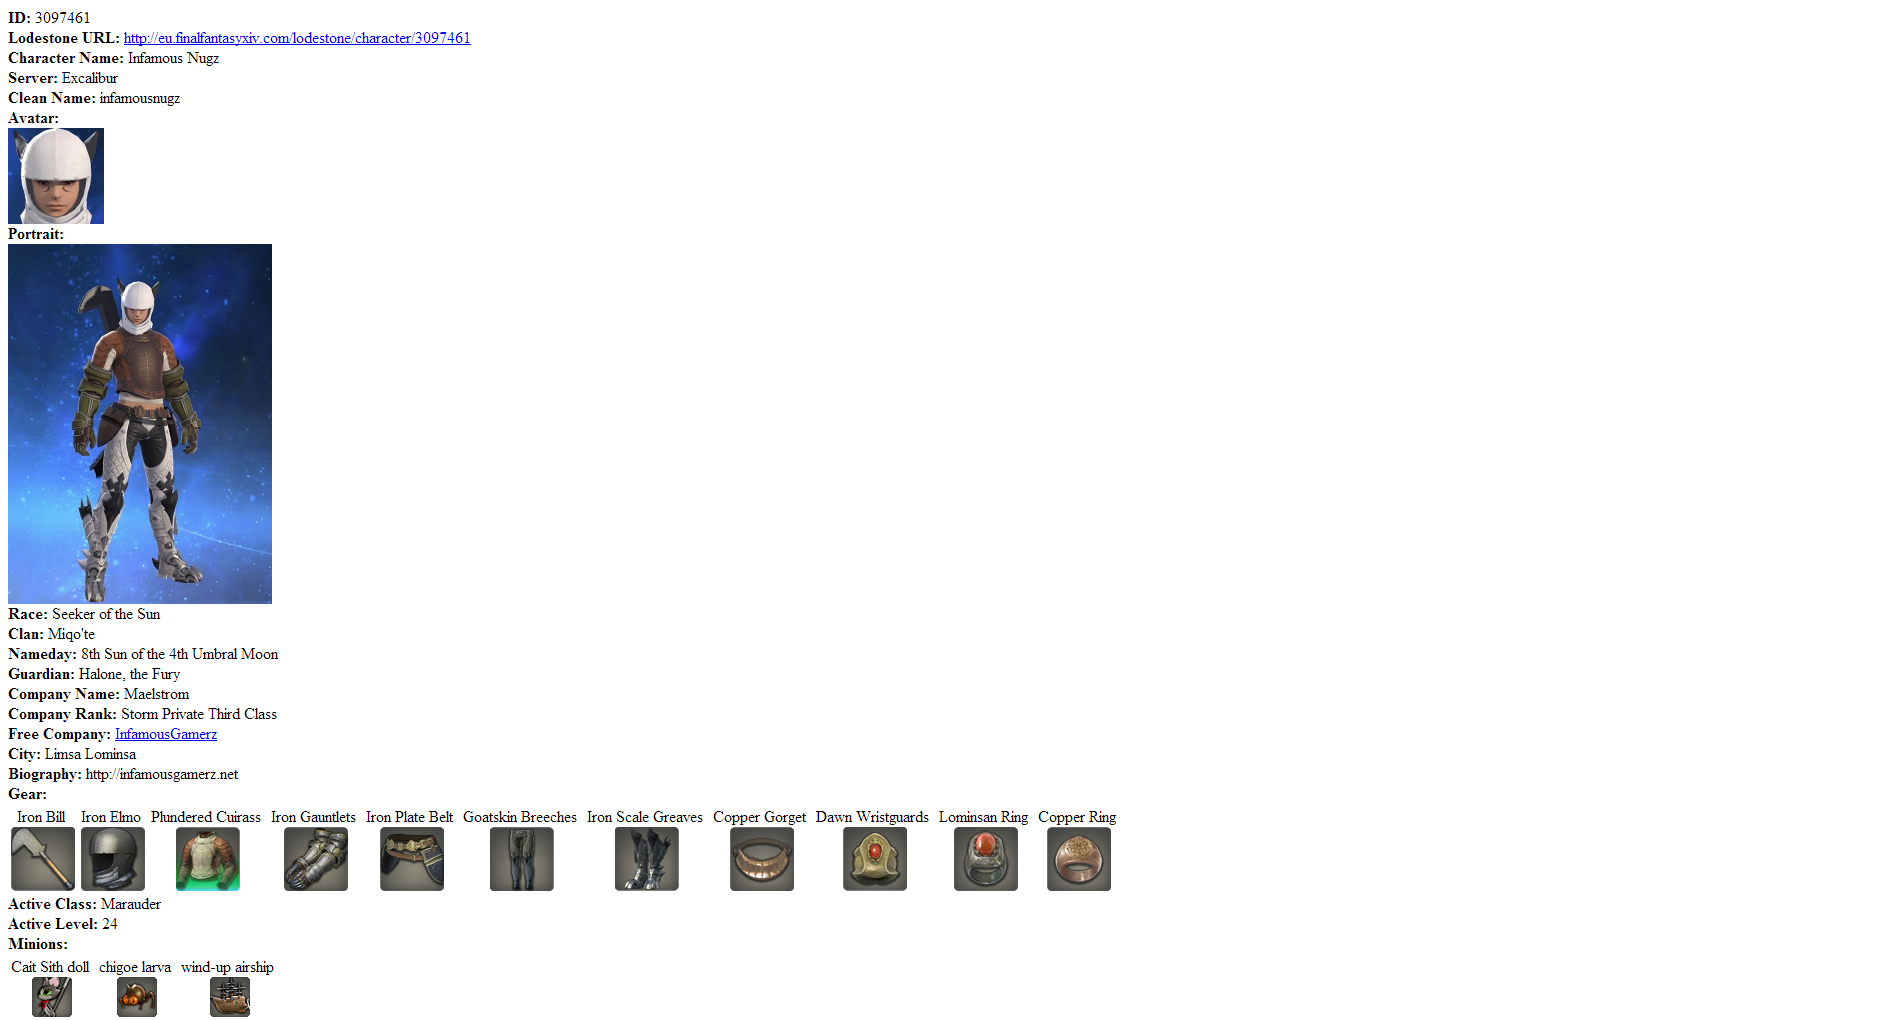 ID: 3097461
Lodestone URL: http://eu.finalfantasyxiv.com/lodestone/character/3097461
Character Name: Infamous Nugz
Server: Excalibur
Clean Name: infamousnugz
Avatar:
Portrait:
Race: Seeker of the Sun
Clan: Miqo'te
Nameday: 8th Sun of the 4th Umbral Moon
Guardian: Halone, the Fury
Company Name: Maelstrom
Company Rank: Storm Private Third Class
Free Company: InfamousGamerz
City: Limsa Lominsa
Biography: http://infamousgamerz.net
Gear:
Iron Bill Iron Elmo Plundered Cuirass Iron Gauntlets Iron Plate Belt Goatskin Breeches Iron Scale Greaves Copper Gorget Dawn Wristguards Lominsan Ring Copper Ring
Active Class: Marauder
Active Level: 24
Minions:
Cait Sith doll chigoe larva wind-up airship